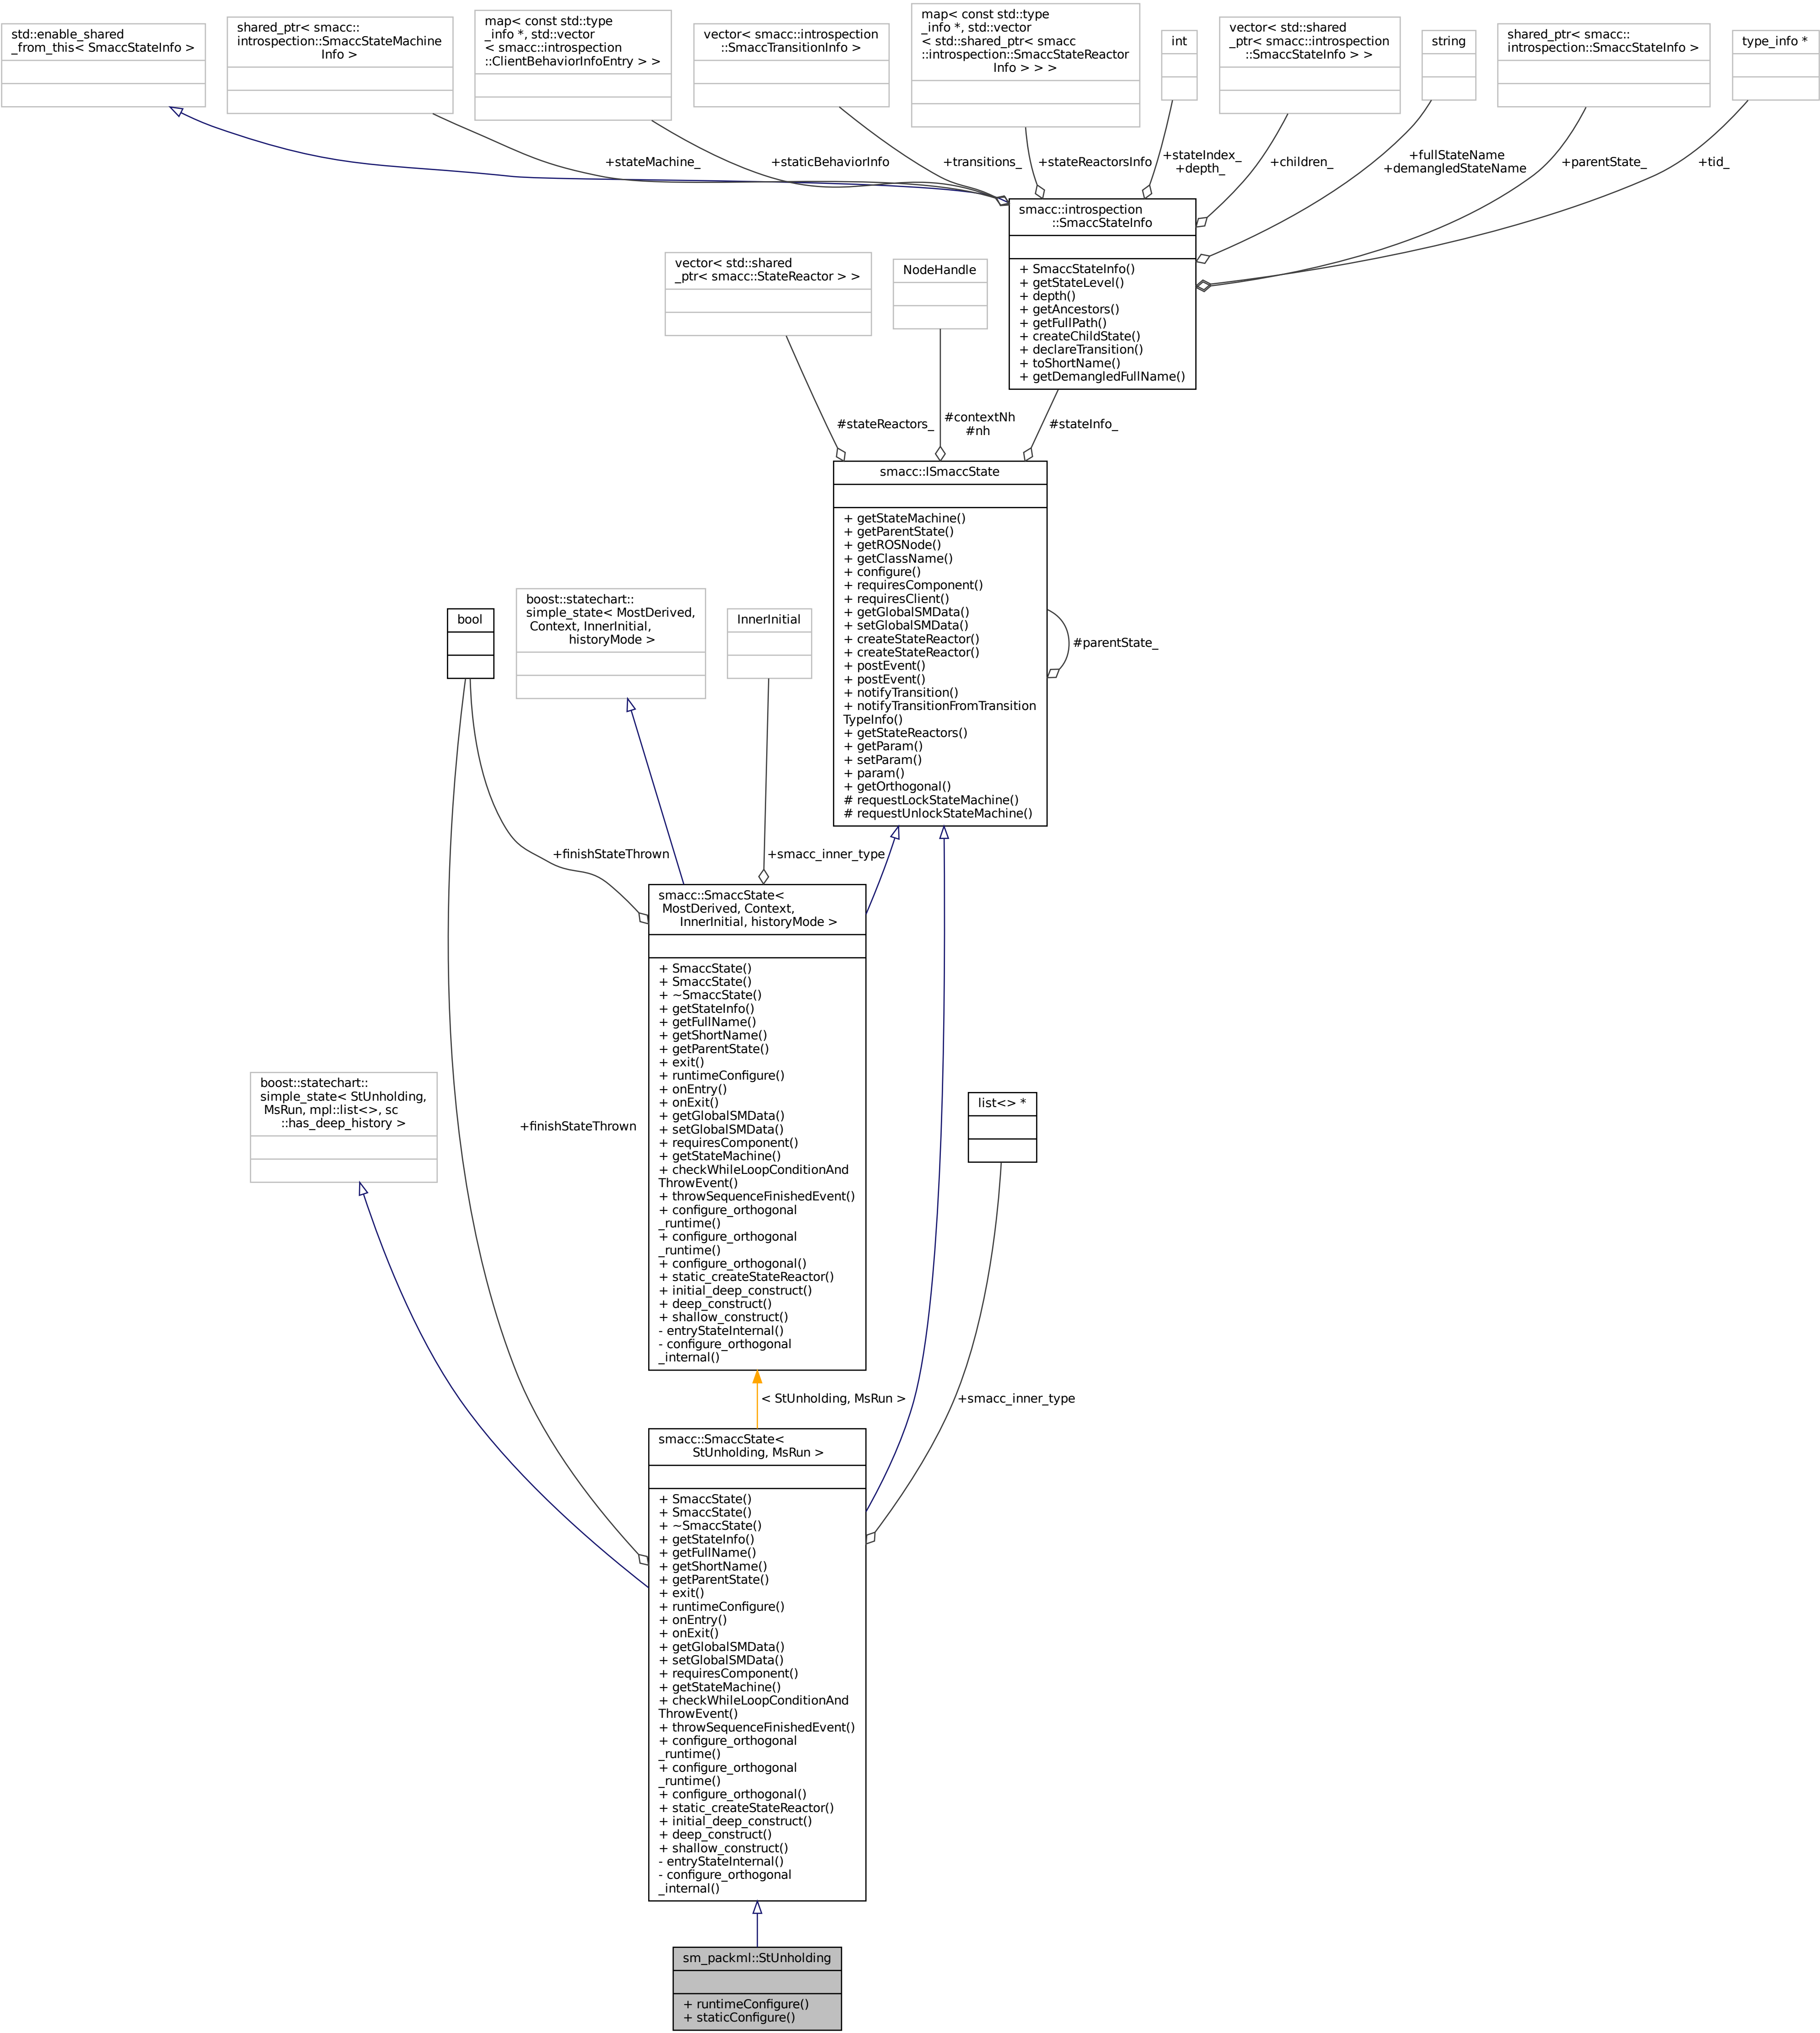 std::enable_shared
_from_this< SmaccStateInfo >
shared_ptr< smacc::
introspection::SmaccStateMachine
Info >
map< const std::type
_info *, std::vector
< smacc::introspection
::ClientBehaviorInfoEntry > >
vector< smacc::introspection
::SmaccTransitionInfo >
map< const std::type
_info *, std::vector
< std::shared_ptr< smacc
::introspection::SmaccStateReactor
Info > > >
int
vector< std::shared
_ptr< smacc::introspection
::SmaccStateInfo > >
string
shared_ptr< smacc::
introspection::SmaccStateInfo >
type_info *
+stateMachine_
+staticBehaviorInfo
+transitions_
+stateReactorsInfo
+stateIndex_
+depth_
+children_
+fullStateName
+demangledStateName
+parentState_
+tid_
smacc::introspection
::SmaccStateInfo
+ SmaccStateInfo()
+ getStateLevel()
+ depth()
+ getAncestors()
+ getFullPath()
+ createChildState()
+ declareTransition()
+ toShortName()
+ getDemangledFullName()
vector< std::shared
_ptr< smacc::StateReactor > >
NodeHandle
#stateReactors_
#contextNh
#nh
#stateInfo_
smacc::ISmaccState
+ getStateMachine()
+ getParentState()
+ getROSNode()
+ getClassName()
+ configure()
+ requiresComponent()
+ requiresClient()
+ getGlobalSMData()
+ setGlobalSMData()
+ createStateReactor()
+ createStateReactor()
+ postEvent()
+ postEvent()
+ notifyTransition()
+ notifyTransitionFromTransition
TypeInfo()
+ getStateReactors()
+ getParam()
+ setParam()
+ param()
+ getOrthogonal()
# requestLockStateMachine()
# requestUnlockStateMachine()
#parentState_
bool
boost::statechart::
simple_state< MostDerived,
Context, InnerInitial,
historyMode >
InnerInitial
+finishStateThrown
+smacc_inner_type
smacc::SmaccState<
MostDerived, Context,
InnerInitial, historyMode >
+ SmaccState()
+ SmaccState()
+ ~SmaccState()
+ getStateInfo()
+ getFullName()
+ getShortName()
+ getParentState()
+ exit()
+ runtimeConfigure()
+ onEntry()
+ onExit()
+ getGlobalSMData()
+ setGlobalSMData()
+ requiresComponent()
+ getStateMachine()
+ checkWhileLoopConditionAnd
ThrowEvent()
+ throwSequenceFinishedEvent()
+ configure_orthogonal
_runtime()
+ configure_orthogonal
_runtime()
+ configure_orthogonal()
+ static_createStateReactor()
+ initial_deep_construct()
+ deep_construct()
+ shallow_construct()
- entryStateInternal()
- configure_orthogonal
_internal()
boost::statechart::
simple_state< StUnholding,
MsRun, mpl::list<>, sc
::has_deep_history >
+finishStateThrown
list<> *
< StUnholding, MsRun >
+smacc_inner_type
smacc::SmaccState<
StUnholding, MsRun >
+ SmaccState()
+ SmaccState()
+ ~SmaccState()
+ getStateInfo()
+ getFullName()
+ getShortName()
+ getParentState()
+ exit()
+ runtimeConfigure()
+ onEntry()
+ onExit()
+ getGlobalSMData()
+ setGlobalSMData()
+ requiresComponent()
+ getStateMachine()
+ checkWhileLoopConditionAnd
ThrowEvent()
+ throwSequenceFinishedEvent()
+ configure_orthogonal
_runtime()
+ configure_orthogonal
_runtime()
+ configure_orthogonal()
+ static_createStateReactor()
+ initial_deep_construct()
+ deep_construct()
+ shallow_construct()
- entryStateInternal()
- configure_orthogonal
_internal()
sm_packml::StUnholding
+ runtimeConfigure()
+ staticConfigure()